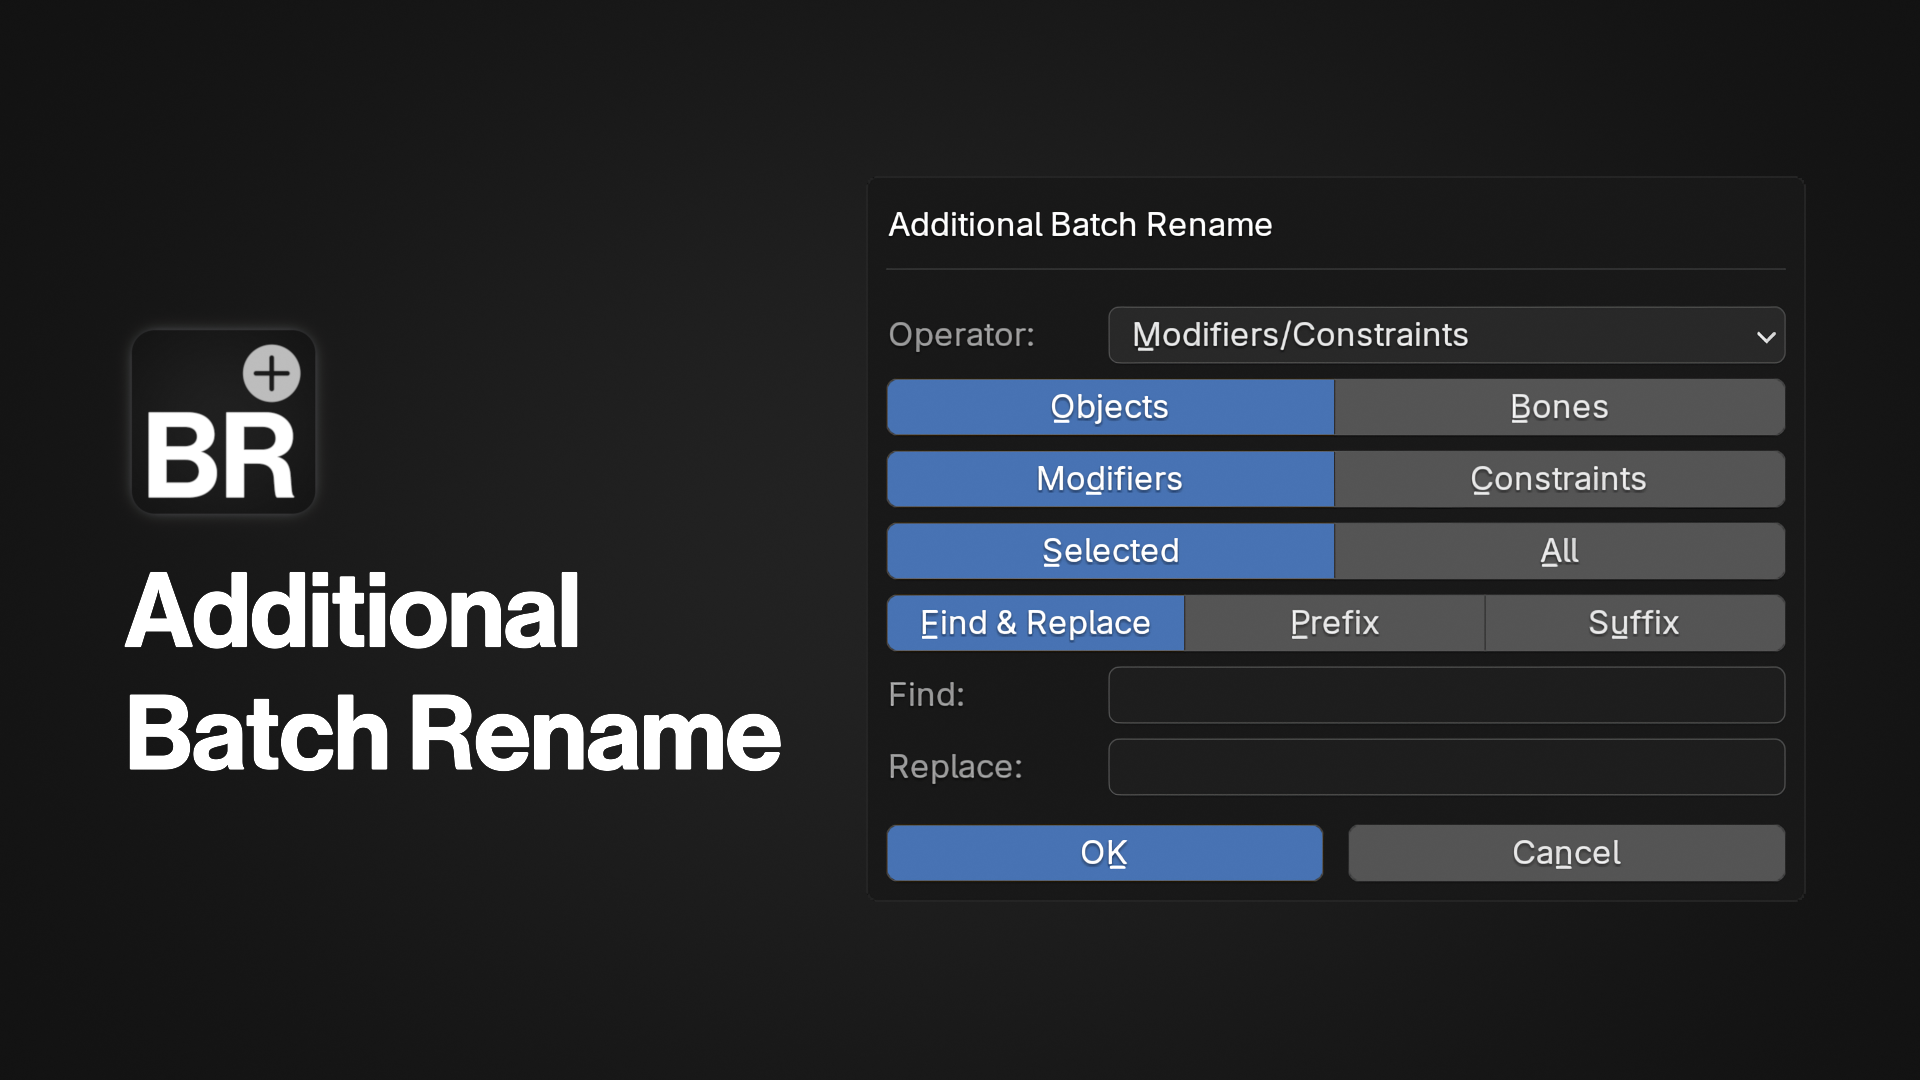 BR
Additional
Batch Rename
Additional Batch Rename
Operator: Modifiers/Constraints
Objects Bones
Modifiers Constraints
Selected All
Find & Replace Prefix Suffix
Find:
Replace:
OK Cancel